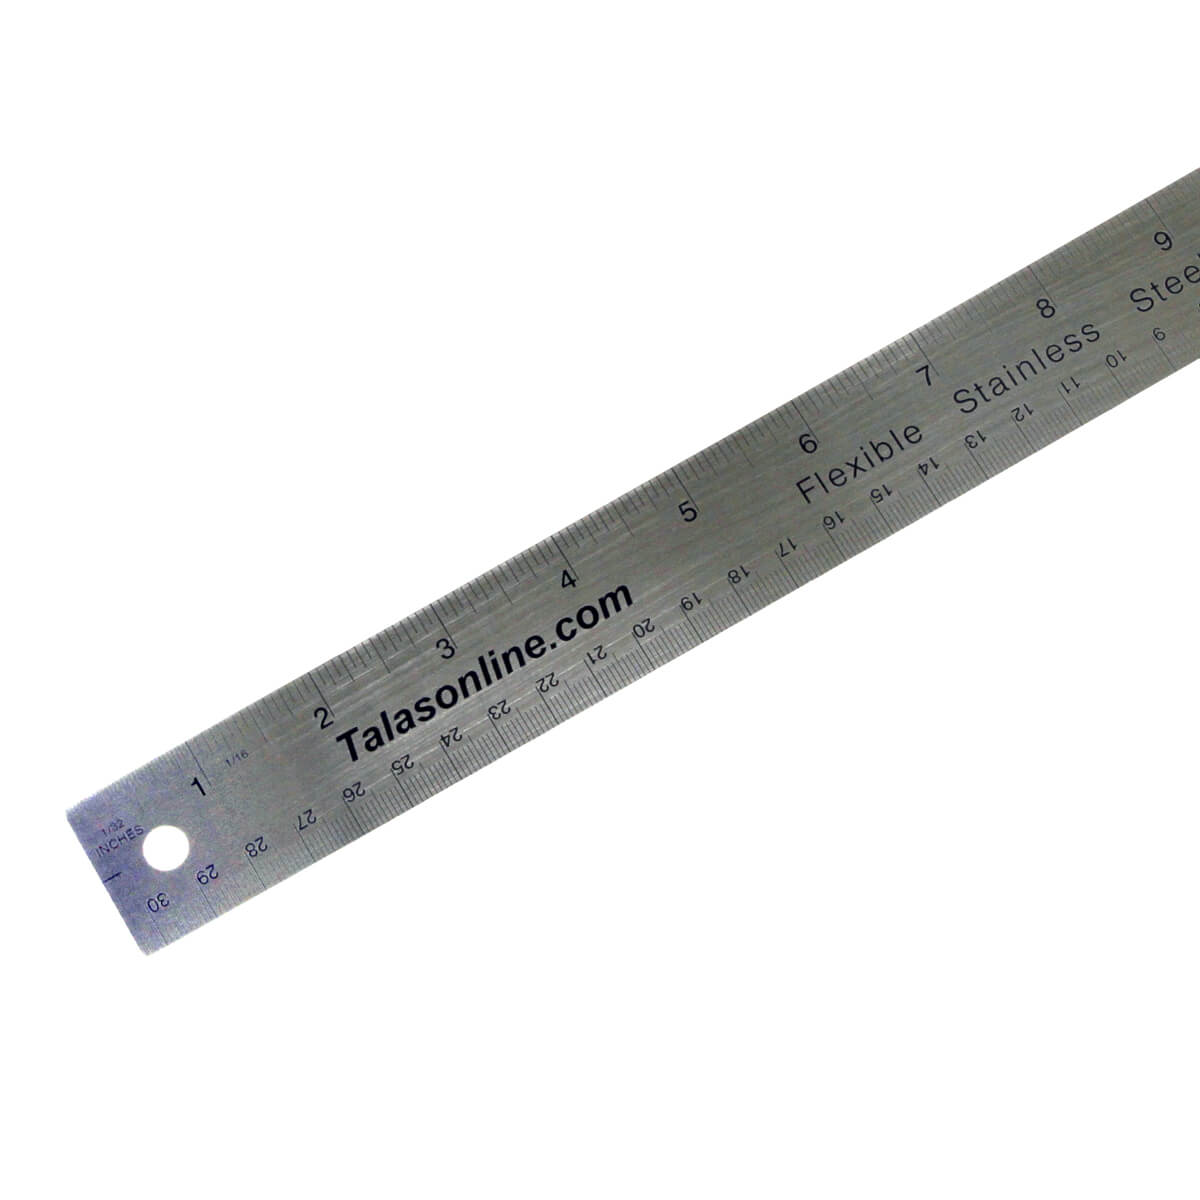 1 2 3 4 5 6 7 8 9
1/32
INCHES
1/16
Talasonline.com
Flexible Stainless Steel
30 29 28 27 26 25 24 23 22 21 20 19 18 17 16 15 14 13 12 11 10 9